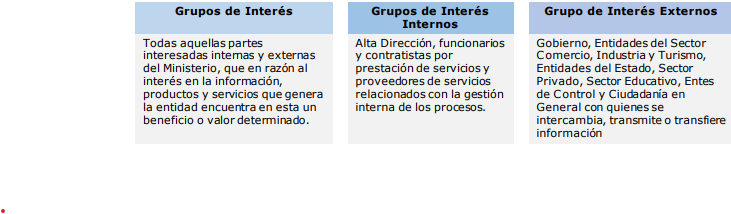 Grupos de Interés
Todas aquellas partes
interesadas internas y externas
del Ministerio, que en razón al
interés en la información,
productos y servicios que genera
la entidad encuentra en esta un
beneficio o valor determinado.
Grupos de Interés
Internos
Alta Dirección, funcionarios
y contratistas por
prestación de servicios y
proveedores de servicios
relacionados con la gestión
interna de los procesos.
Grupo de Interés Externos
Gobierno, Entidades del Sector
Comercio, Industria y Turismo,
Entidades del Estado, Sector
Privado, Sector Educativo, Entes
de Control y Ciudadanía en
General con quienes se
intercambia, transmite o transfiere
información